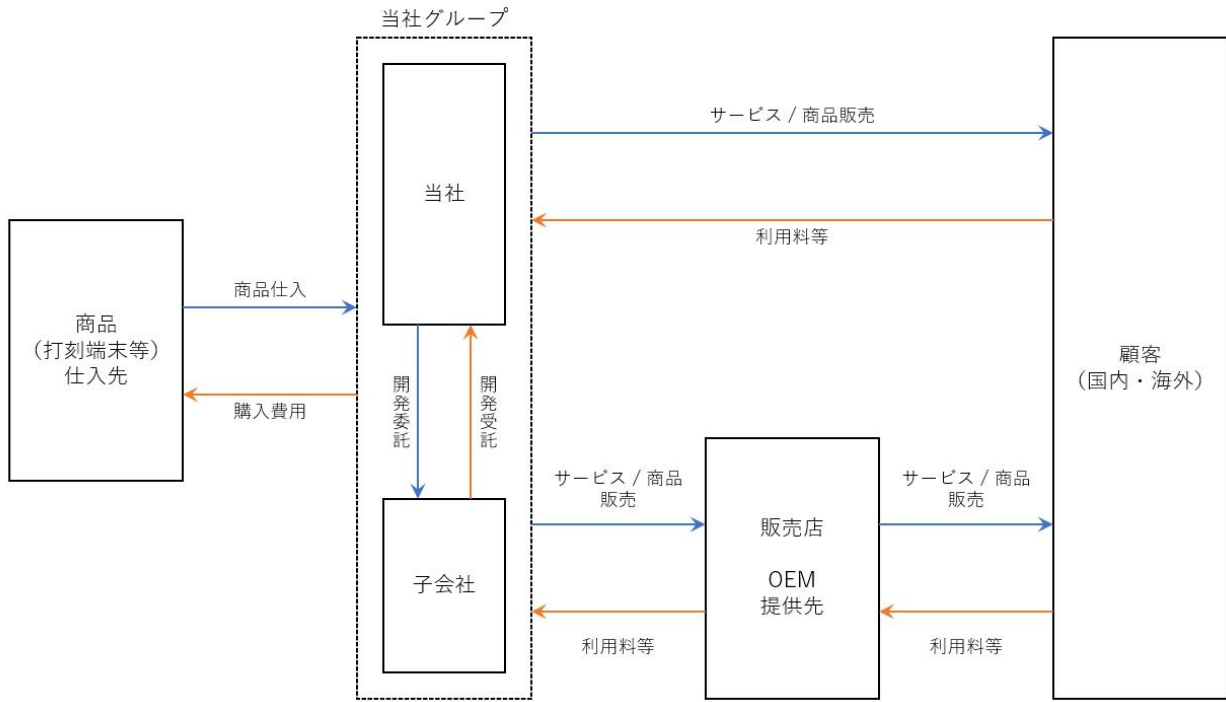 当社グループ
当社
サービス / 商品販売
利用料等
商品
（打刻端末等）
仕入先
商品仕入
購入費用
開発委託
開発受託
顧客
（国内・海外）
子会社
サービス / 商品
販売
利用料等
販売店
OEM
提供先
サービス / 商品
販売
利用料等